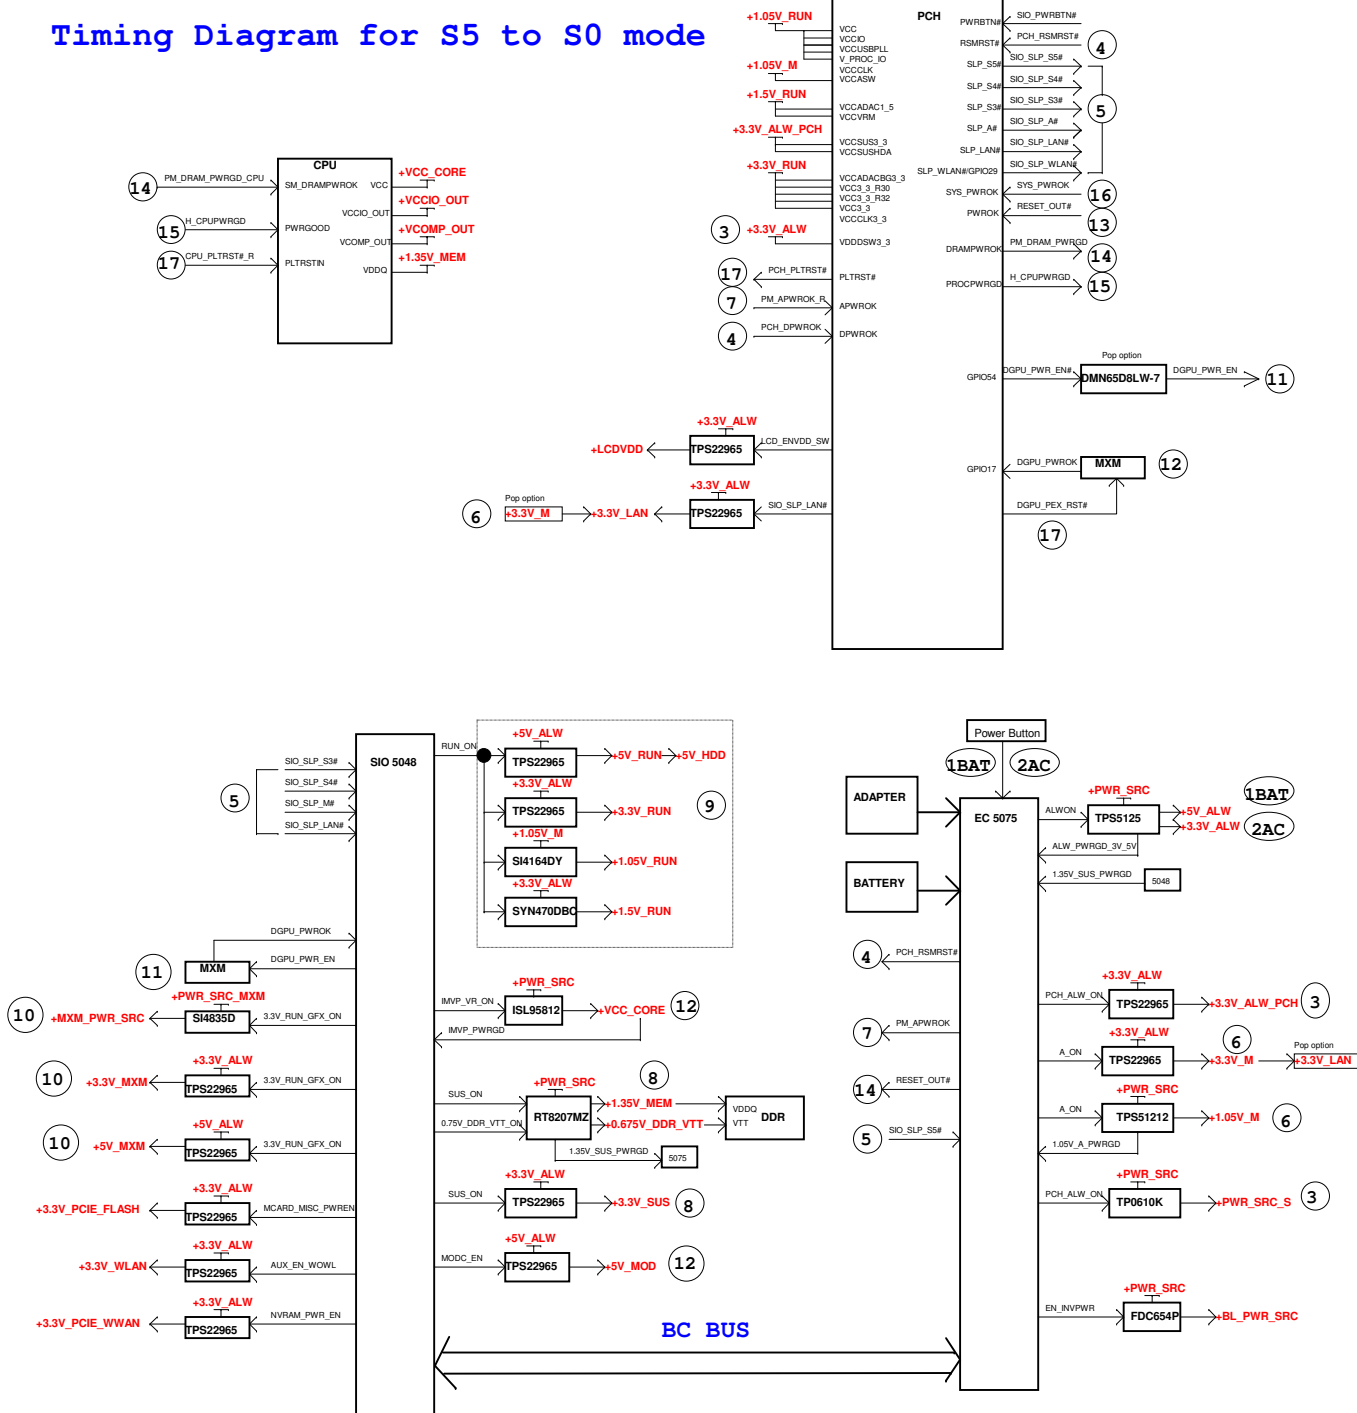 Timing Diagram for S5 to S0 mode
CPU
14
PM_DRAM_PWRGD_CPU
SM_DRAMPWROK
VCC
+VCC_CORE
VCCIO_OUT
+VCCIO_OUT
15
H_CPUPWRGD
PWRGOOD
VCOMP_OUT
+VCOMP_OUT
17
CPU_PLTRST#_R
PLTRSTIN
VDDQ
+1.35V_MEM
PCH
+1.05V_RUN
VCC
VCCIO
VCCUSBPLL
V_PROC_IO
VCCCLK
+1.05V_M
VCCASW
+1.5V_RUN
VCCADAC1_5
VCCVRM
+3.3V_ALW_PCH
VCCSUS3_3
VCCSUSHDA
+3.3V_RUN
VCCADACBG3_3
VCC3_3_R30
VCC3_3_R32
VCC3_3
VCCCLK3_3
3
+3.3V_ALW
VDDDSW3_3
17
PCH_PLTRST#
PLTRST#
7
PM_APWROK_R
APWROK
4
PCH_DPWROK
DPWROK
PWRBTN#
SIO_PWRBTN#
RSMRST#
PCH_RSMRST#
4
SLP_S5#
SIO_SLP_S5#
SLP_S4#
SIO_SLP_S4#
SLP_S3#
SIO_SLP_S3#
5
SLP_A#
SIO_SLP_A#
SLP_LAN#
SIO_SLP_LAN#
SLP_WLAN#/GPIO29
SIO_SLP_WLAN#
SYS_PWROK
SYS_PWROK
16
PWROK
RESET_OUT#
13
DRAMPWROK
PM_DRAM_PWRGD
14
PROCPWRGD
H_CPUPWRGD
15
Pop option
GPIO54
DGPU_PWR_EN#
DMN65D8LW-7
DGPU_PWR_EN
11
GPIO17
DGPU_PWROK
MXM
12
DGPU_PEX_RST#
17
+3.3V_ALW
+LCDVDD
TPS22965
LCD_ENVDD_SW
+3.3V_ALW
Pop option
6
+3.3V_M
+3.3V_LAN
TPS22965
SIO_SLP_LAN#
SIO 5048
5
SIO_SLP_S3#
SIO_SLP_S4#
SIO_SLP_M#
SIO_SLP_LAN#
DGPU_PWROK
11
MXM
DGPU_PWR_EN
+PWR_SRC_MXM
10
+MXM_PWR_SRC
SI4835D
3.3V_RUN_GFX_ON
+3.3V_ALW
10
+3.3V_MXM
TPS22965
3.3V_RUN_GFX_ON
+5V_ALW
10
+5V_MXM
TPS22965
3.3V_RUN_GFX_ON
+3.3V_ALW
+3.3V_PCIE_FLASH
TPS22965
MCARD_MISC_PWREN
+3.3V_ALW
+3.3V_WLAN
TPS22965
AUX_EN_WOWL
+3.3V_ALW
+3.3V_PCIE_WWAN
TPS22965
NVRAM_PWR_EN
RUN_ON
+5V_ALW
TPS22965
+5V_RUN
+5V_HDD
+3.3V_ALW
TPS22965
+3.3V_RUN
9
+1.05V_M
SI4164DY
+1.05V_RUN
+3.3V_ALW
SYN470DBC
+1.5V_RUN
+PWR_SRC
IMVP_VR_ON
ISL95812
+VCC_CORE
12
IMVP_PWRGD
+PWR_SRC
8
SUS_ON
RT8207MZ
+1.35V_MEM
VDDQ
DDR
0.75V_DDR_VTT_ON
+0.675V_DDR_VTT
VTT
1.35V_SUS_PWRGD
5075
+3.3V_ALW
SUS_ON
TPS22965
+3.3V_SUS
8
+5V_ALW
MODC_EN
TPS22965
+5V_MOD
12
BC BUS
Power Button
1BAT
2AC
ADAPTER
BATTERY
EC 5075
+PWR_SRC
ALWON
TPS5125
+5V_ALW
+3.3V_ALW
1BAT
2AC
ALW_PWRGD_3V_5V
1.35V_SUS_PWRGD
5048
4
PCH_RSMRST#
7
PM_APWROK
14
RESET_OUT#
5
SIO_SLP_S5#
+3.3V_ALW
PCH_ALW_ON
TPS22965
+3.3V_ALW_PCH
3
+3.3V_ALW
6
A_ON
TPS22965
+3.3V_M
Pop option
+3.3V_LAN
+PWR_SRC
A_ON
TPS51212
+1.05V_M
6
1.05V_A_PWRGD
+PWR_SRC
PCH_ALW_ON
TP0610K
+PWR_SRC_S
3
+PWR_SRC
EN_INVPWR
FDC654P
+BL_PWR_SRC